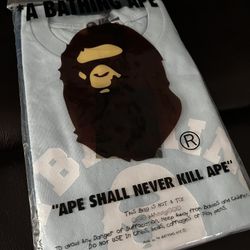 *A BATHING APE®
®
"APE SHALL NEVER KILL APE"
This Bag is not a Toy.
To avoid Any Danger of Suffocation, Keep Away from Babies and Children.
Do not USE in Cribs, Beds, Carriages or Play pens.